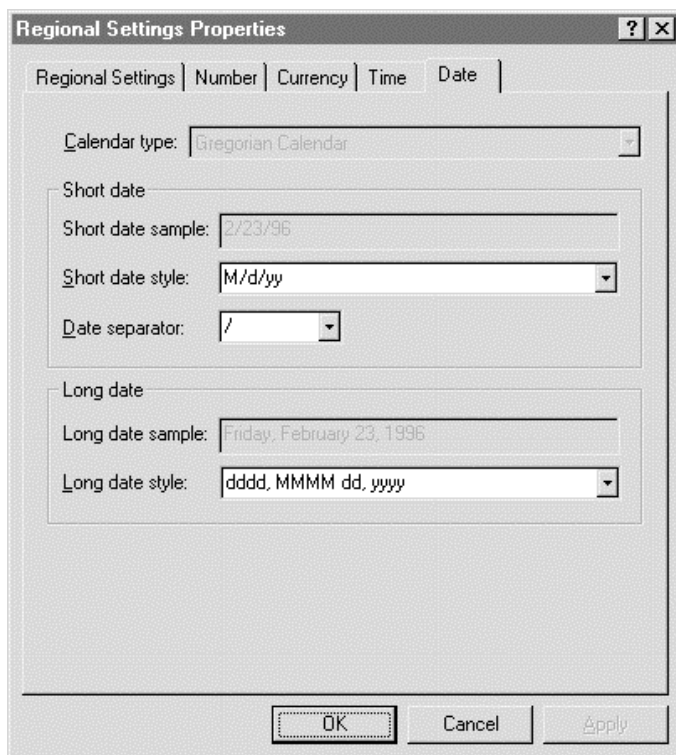 Regional Settings Properties
Regional Settings Number Currency Time Date
Calendar type: Gregorian Calendar
Short date
Short date sample: 2/23/96
Short date style: M/d/yy
Date separator: /
Long date
Long date sample: Friday, February 23, 1996
Long date style: dddd, MMMM dd, yyyy
OK Cancel Apply